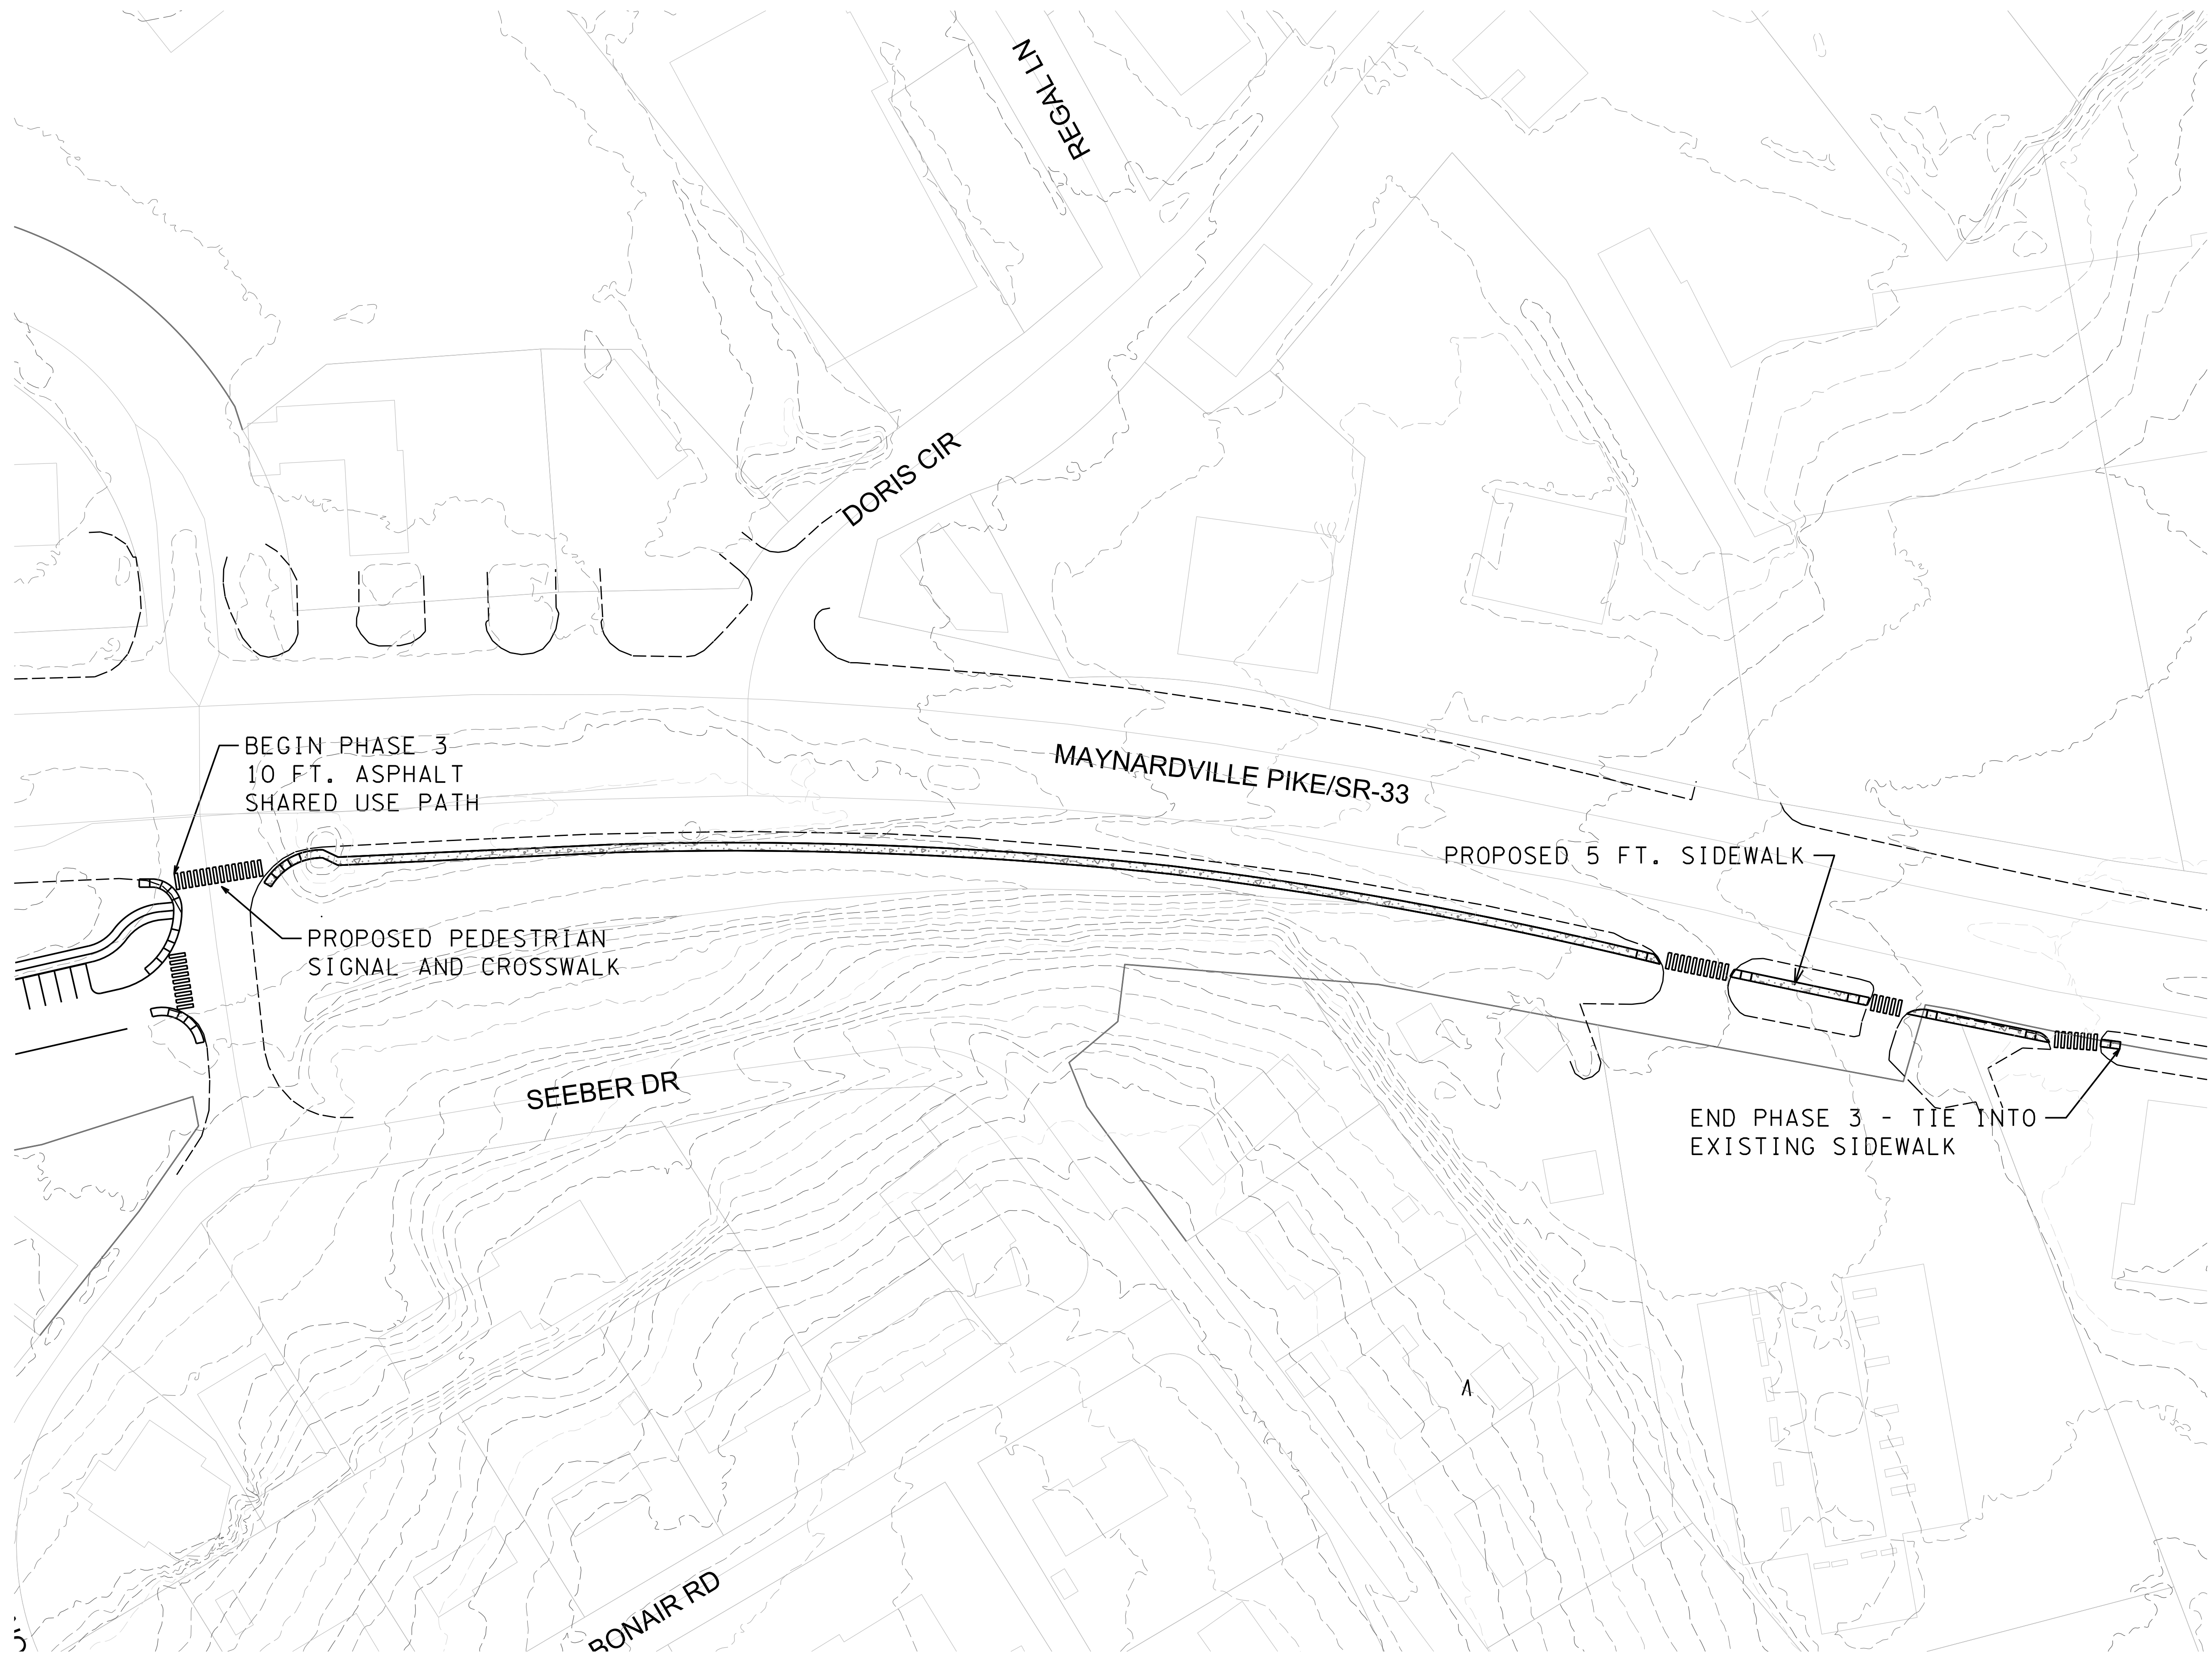 REGAL LN
DORIS CIR
BEGIN PHASE 3
10 FT. ASPHALT
SHARED USE PATH
MAYNARDVILLE PIKE/SR-33
PROPOSED 5 FT. SIDEWALK
PROPOSED PEDESTRIAN
SIGNAL AND CROSSWALK
SEEBER DR
END PHASE 3 - TIE INTO
EXISTING SIDEWALK
BONAIR RD